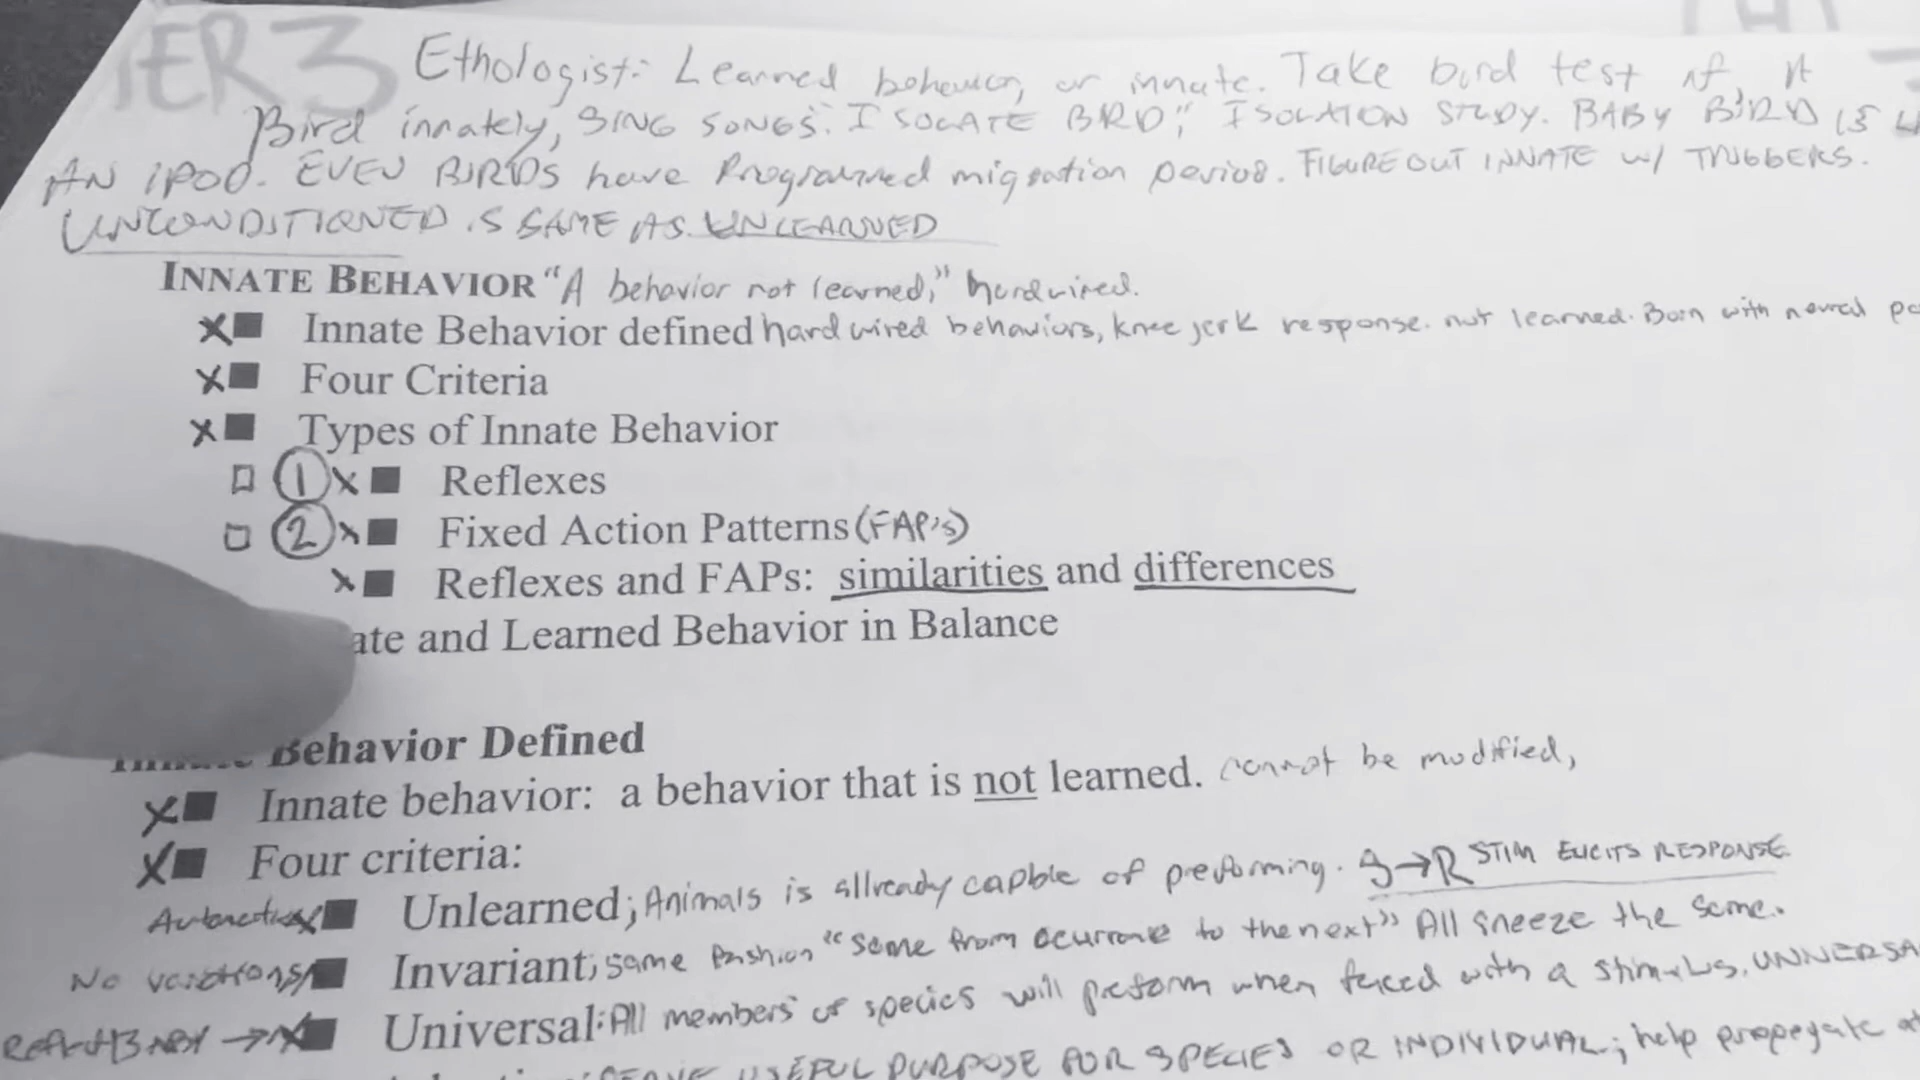 TIER 3
Ethologist: Learned behavior, or innate. Take bird test if it
Bird innately, SING SONGS. ISOLATE BIRD; ISOLATION STUDY. BABY BIRD IS
AN IPOD. EVEN BIRDS have Programmed migration period. FIGURE OUT INNATE w/ TRIGGERS.
UNCONDITIONED IS SAME AS UNLEARNED
INNATE BEHAVIOR "A behavior not learned," hardwired.
X■ Innate Behavior defined hard wired behaviors, knee jerk response. not learned. Born with neural
X■ Four Criteria
X■ Types of Innate Behavior
□ ① X■ Reflexes
□ ② X■ Fixed Action Patterns (FAP's)
X■ Reflexes and FAPs: similarities and differences
ate and Learned Behavior in Balance
Behavior Defined
X■ Innate behavior: a behavior that is not learned. cannot be modified,
X■ Four criteria:
X■ Unlearned; Animals is allready capble of preforming. S→R STIM ELICITS RESPONSE
No variations X■ Invariant; same fashion "same from ocurrance to the next" All sneeze the same.
→X■ Universal: All members of species will preform when faced with a stimulus.
USEFUL PURPOSE FOR SPECIES OR INDIVIDUAL; help propegate